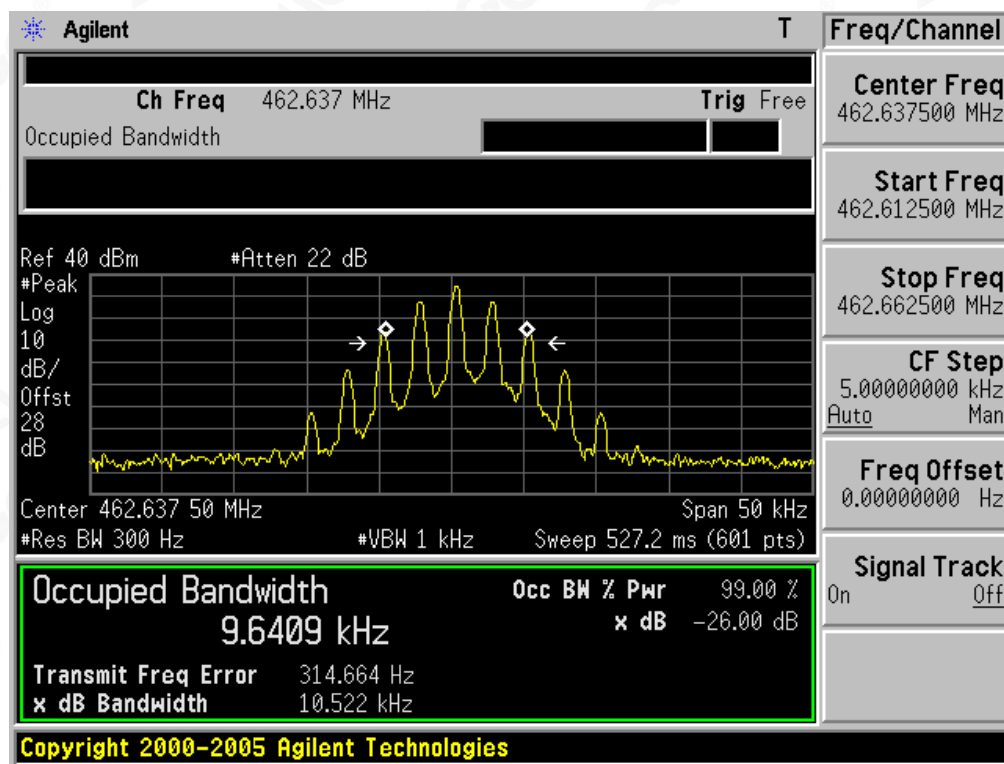 Agilent T
Freq/Channel
Ch Freq 462.637 MHz Trig Free
Occupied Bandwidth
Center Freq
462.637500 MHz
Start Freq
462.612500 MHz
Ref 40 dBm #Atten 22 dB
#Peak
Log
10
dB/
Offst
28
dB
Stop Freq
462.662500 MHz
CF Step
5.00000000 kHz
Auto Man
Freq Offset
0.00000000 Hz
Center 462.637 50 MHz Span 50 kHz
#Res BW 300 Hz #VBW 1 kHz Sweep 527.2 ms (601 pts)
Signal Track
On Off
Occupied Bandwidth Occ BW % Pwr 99.00 %
9.6409 kHz x dB -26.00 dB
Transmit Freq Error 314.664 Hz
x dB Bandwidth 10.522 kHz
Copyright 2000-2005 Agilent Technologies